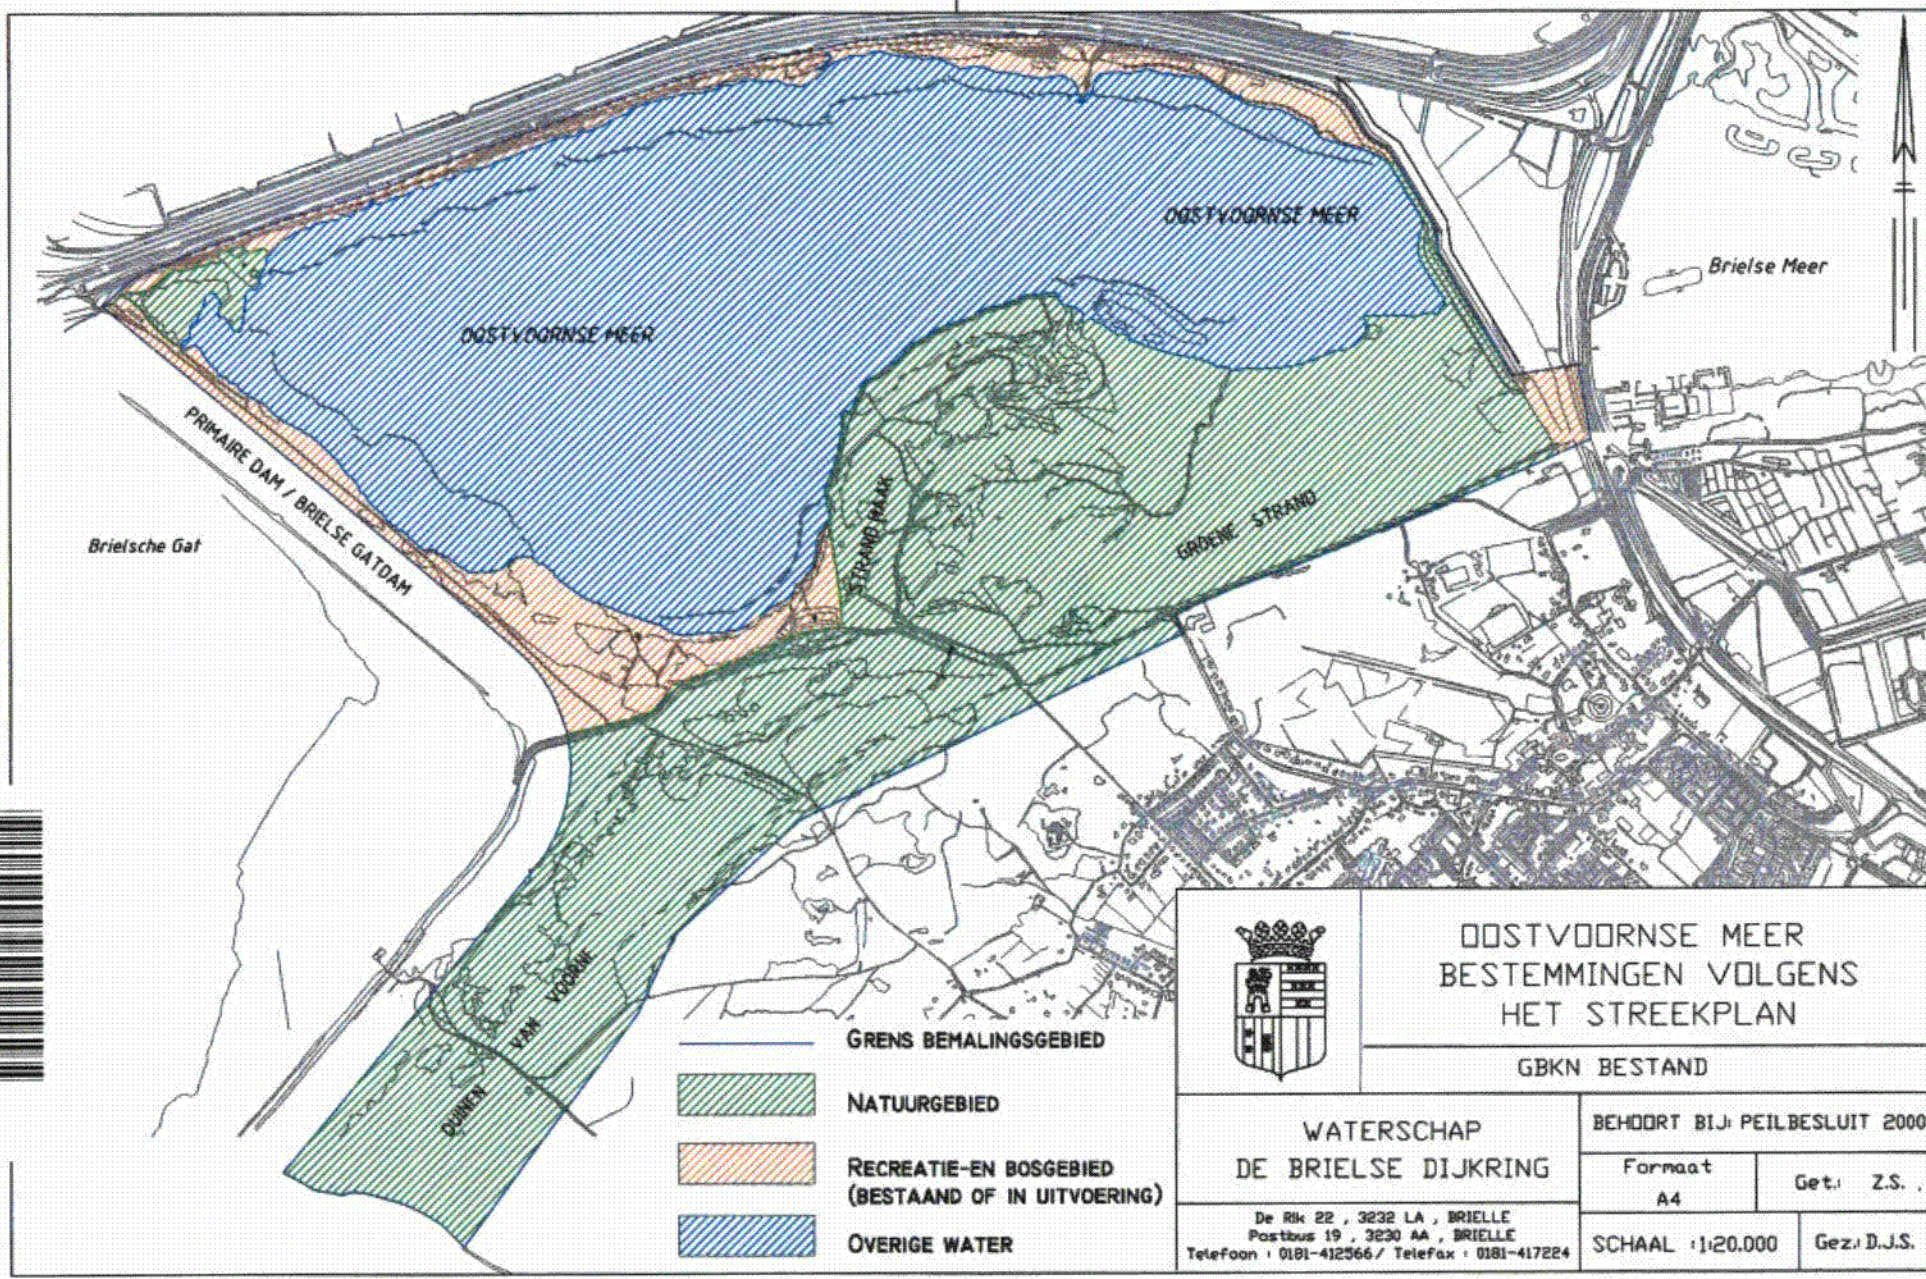 OOSTVOORNSE MEER
Brielse Meer
OOSTVOORNSE MEER
PRIMAIRE DAM / BRIELSE GATDAM
Brielsche Gat
STRAND HAAK
GROENE STRAND
DUINEN VAN VOORNE
GRENS BEMALINGSGEBIED
NATUURGEBIED
RECREATIE-EN BOSGEBIED
(BESTAAND OF IN UITVOERING)
OVERIGE WATER
OOSTVOORNSE MEER
BESTEMMINGEN VOLGENS
HET STREEKPLAN
GBKN BESTAND
WATERSCHAP
DE BRIELSE DIJKRING
De Rik 22 , 3232 LA , BRIELLE
Postbus 19 , 3230 AA , BRIELLE
Telefoon : 0181-412566 / Telefax : 0181-417224
BEHOORT BIJ: PEILBESLUIT 2000
Formaat
A4
Get.: Z.S. .
SCHAAL :1:20.000
Gez.: D.J.S.